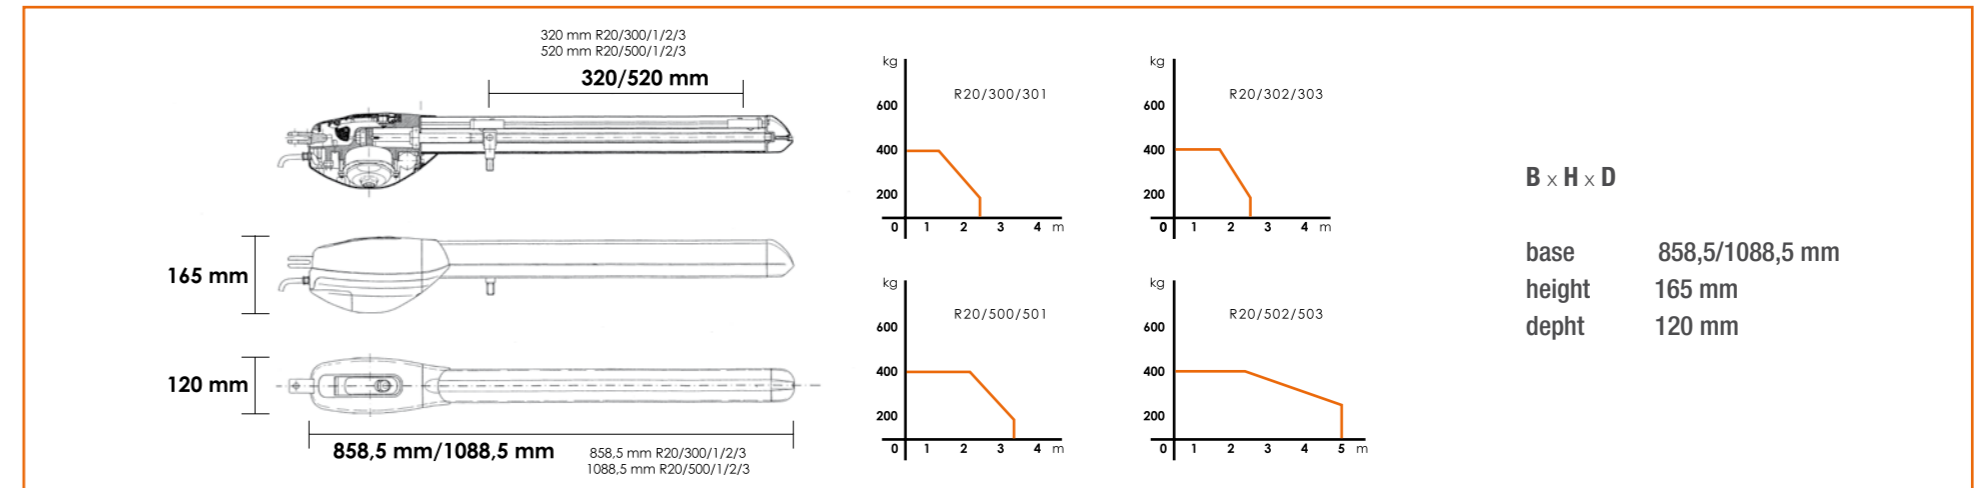 320 mm R20/300/1/2/3
520 mm R20/500/1/2/3
320/520 mm
165 mm
120 mm
858,5 mm/1088,5 mm
858,5 mm R20/300/1/2/3
1088,5 mm R20/500/1/2/3
kg
R20/300/301
600
400
200
0 1 2 3 4 m
kg
R20/302/303
600
400
200
0 1 2 3 4 m
kg
R20/500/501
600
400
200
0 1 2 3 4 m
kg
R20/502/503
600
400
200
0 1 2 3 4 5 m
B x H x D
base 858,5/1088,5 mm
height 165 mm
depht 120 mm